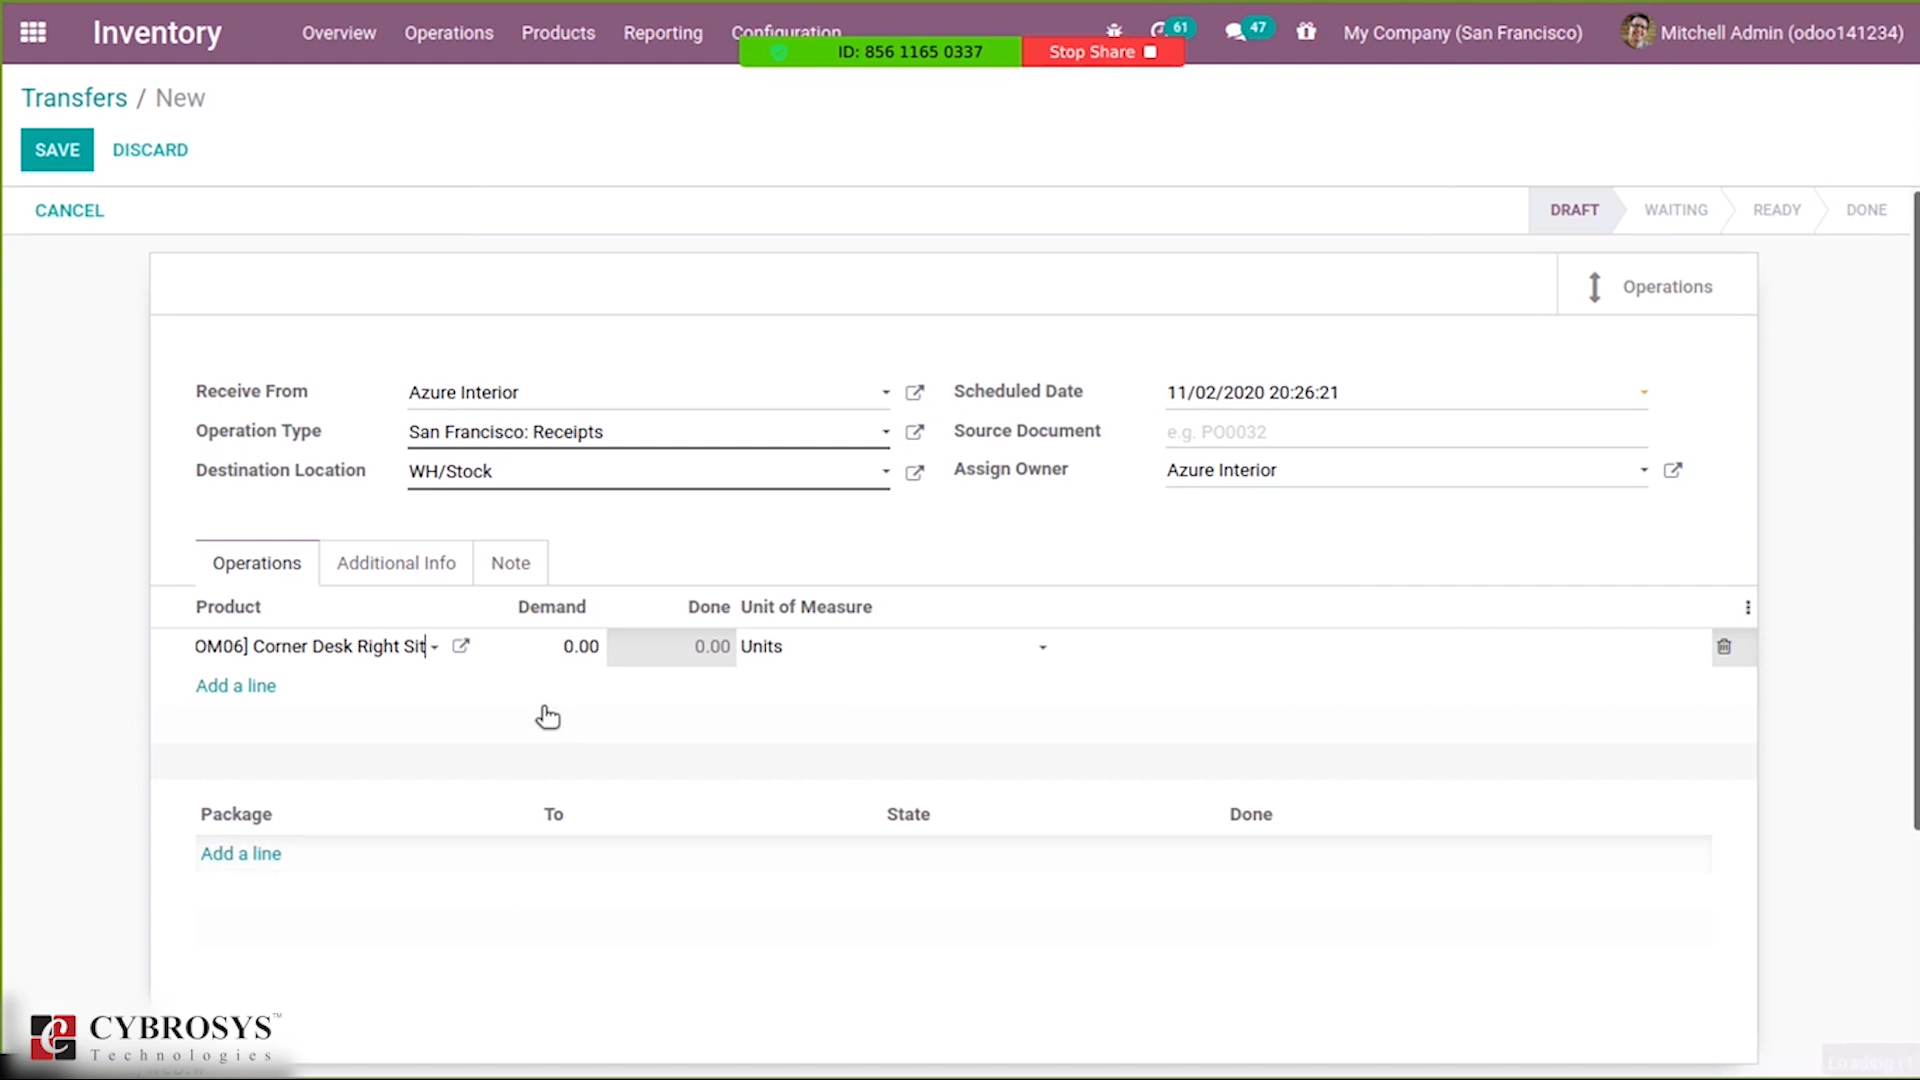 Inventory Overview Operations Products Reporting Configuration 61 47 My Company (San Francisco) Mitchell Admin (odoo141234)
ID: 856 1165 0337 Stop Share
Transfers / New
SAVE DISCARD
CANCEL DRAFT WAITING READY DONE
Operations
Receive From Azure Interior Scheduled Date 11/02/2020 20:26:21
Operation Type San Francisco: Receipts Source Document e.g. PO0032
Destination Location WH/Stock Assign Owner Azure Interior
Operations Additional Info Note
Product Demand Done Unit of Measure
OM06] Corner Desk Right Sit 0.00 0.00 Units
Add a line
Package To State Done
Add a line
CYBROSYS™
Technologies
Loading (1